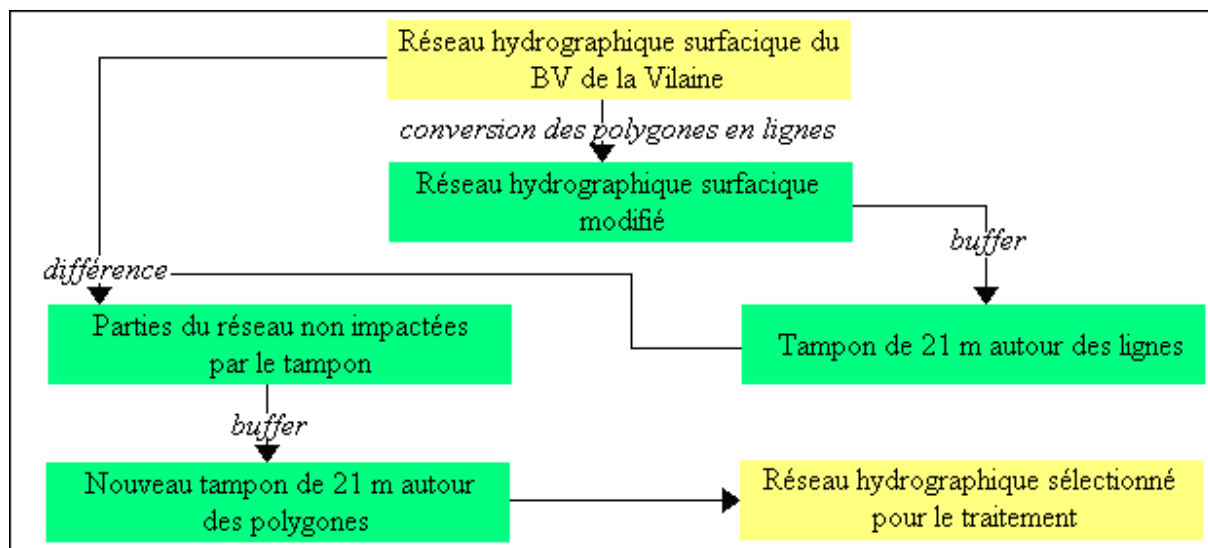 Réseau hydrographique surfacique du
BV de la Vilaine
conversion des polygones en lignes
Réseau hydrographique surfacique
modifié
buffer
différence
Parties du réseau non impactées
par le tampon
Tampon de 21 m autour des lignes
buffer
Nouveau tampon de 21 m autour
des polygones
Réseau hydrographique sélectionné
pour le traitement